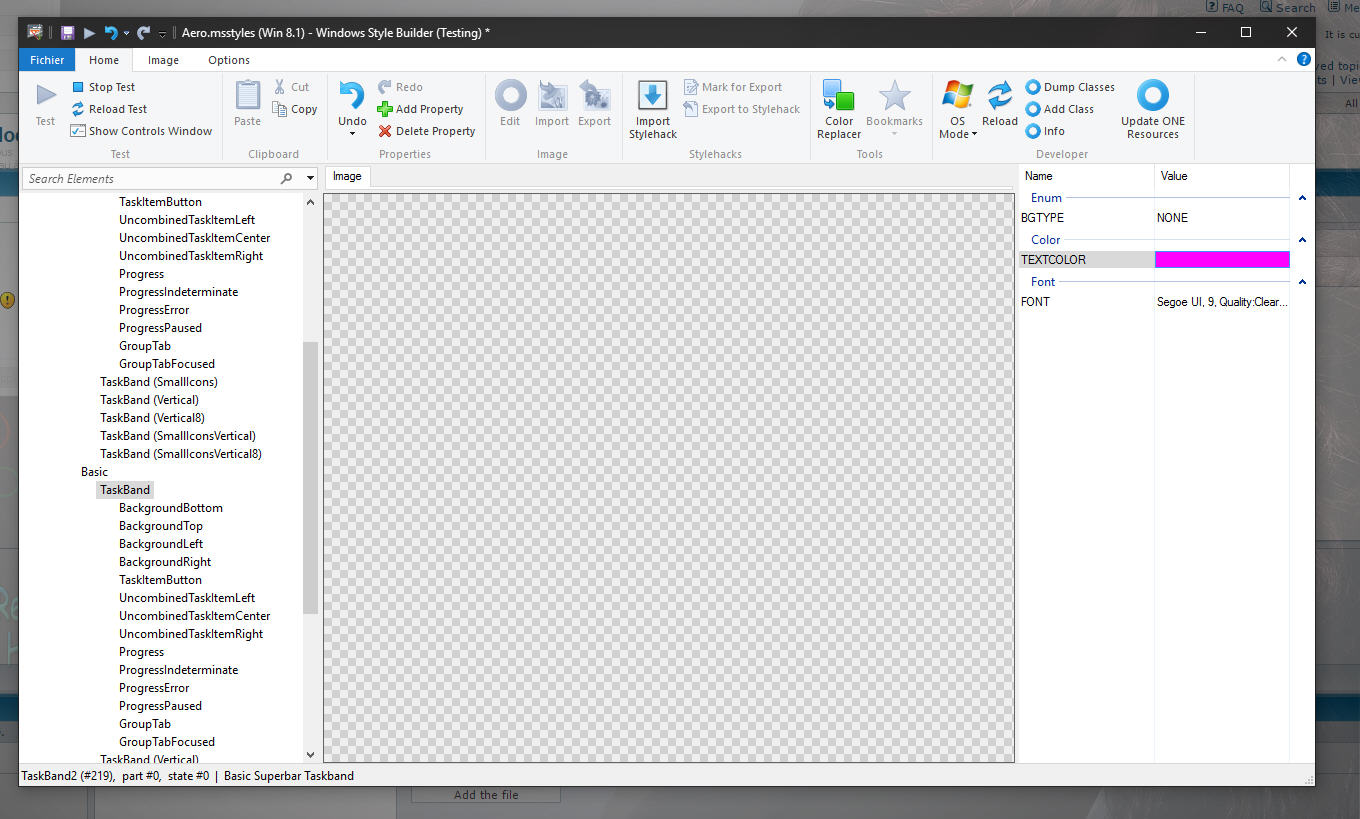 FAQ Search
Aero.msstyles (Win 8.1) - Windows Style Builder (Testing) *
It is cu
Fichier Home Image Options
Test
Stop Test
Reload Test
Show Controls Window
Test
Paste
Cut
Copy
Clipboard
Undo
Redo
Add Property
Delete Property
Properties
Edit Import Export
Image
Import
Stylehack
Mark for Export
Export to Stylehack
Stylehacks
Color
Replacer
Bookmarks
Tools
OS
Mode
Reload
Dump Classes
Add Class
Info
Update ONE
Resources
Developer
All
Search Elements
TaskItemButton
UncombinedTaskItemLeft
UncombinedTaskItemCenter
UncombinedTaskItemRight
Progress
ProgressIndeterminate
ProgressError
ProgressPaused
GroupTab
GroupTabFocused
TaskBand (SmallIcons)
TaskBand (Vertical)
TaskBand (Vertical8)
TaskBand (SmallIconsVertical)
TaskBand (SmallIconsVertical8)
Basic
TaskBand
BackgroundBottom
BackgroundTop
BackgroundLeft
BackgroundRight
TaskItemButton
UncombinedTaskItemLeft
UncombinedTaskItemCenter
UncombinedTaskItemRight
Progress
ProgressIndeterminate
ProgressError
ProgressPaused
GroupTab
GroupTabFocused
TaskBand (Vertical)
Image
Name Value
Enum
BGTYPE NONE
Color
TEXTCOLOR
Font
FONT Segoe UI, 9, Quality:Clear...
TaskBand2 (#219), part #0, state #0 | Basic Superbar Taskband
Add the file